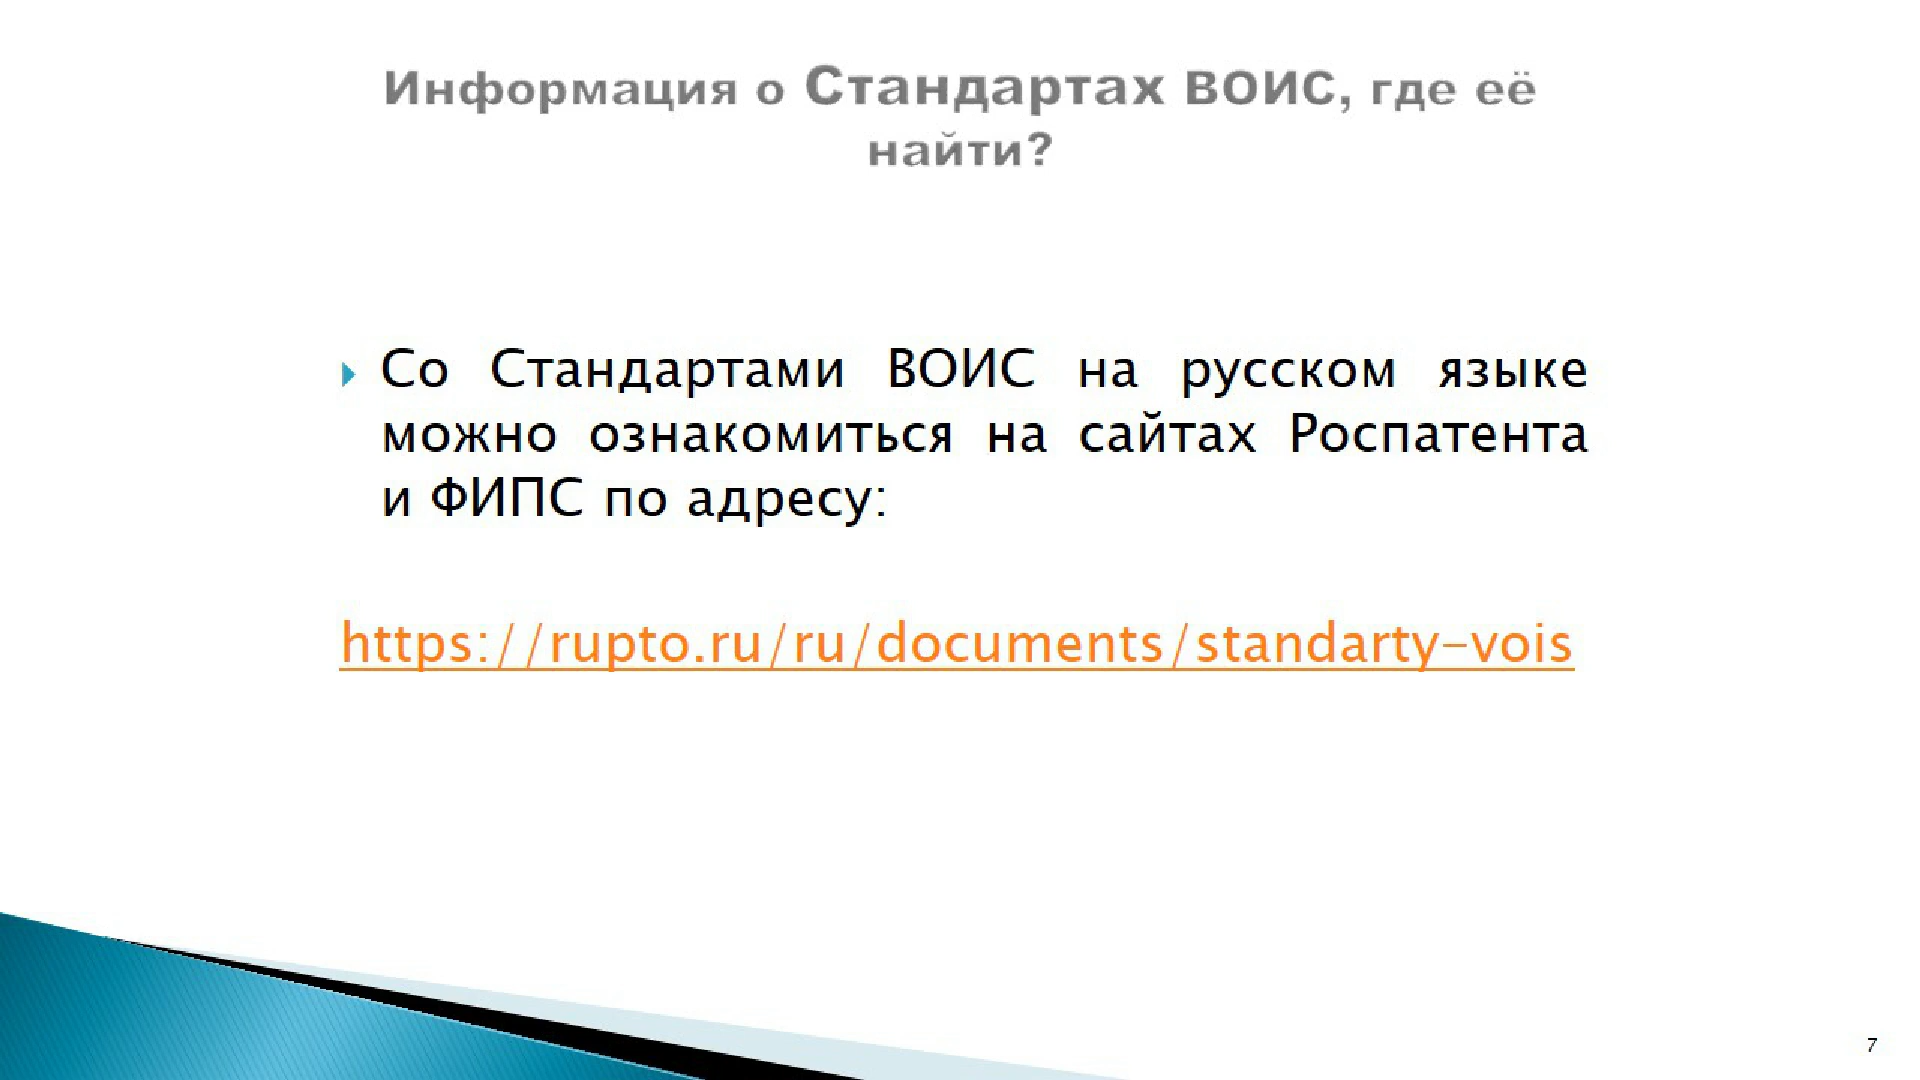 Информация о Стандартах ВОИС, где её
найти?
Со Стандартами ВОИС на русском языке
можно ознакомиться на сайтах Роспатента
и ФИПС по адресу:
https://rupto.ru/ru/documents/standarty-vois
7